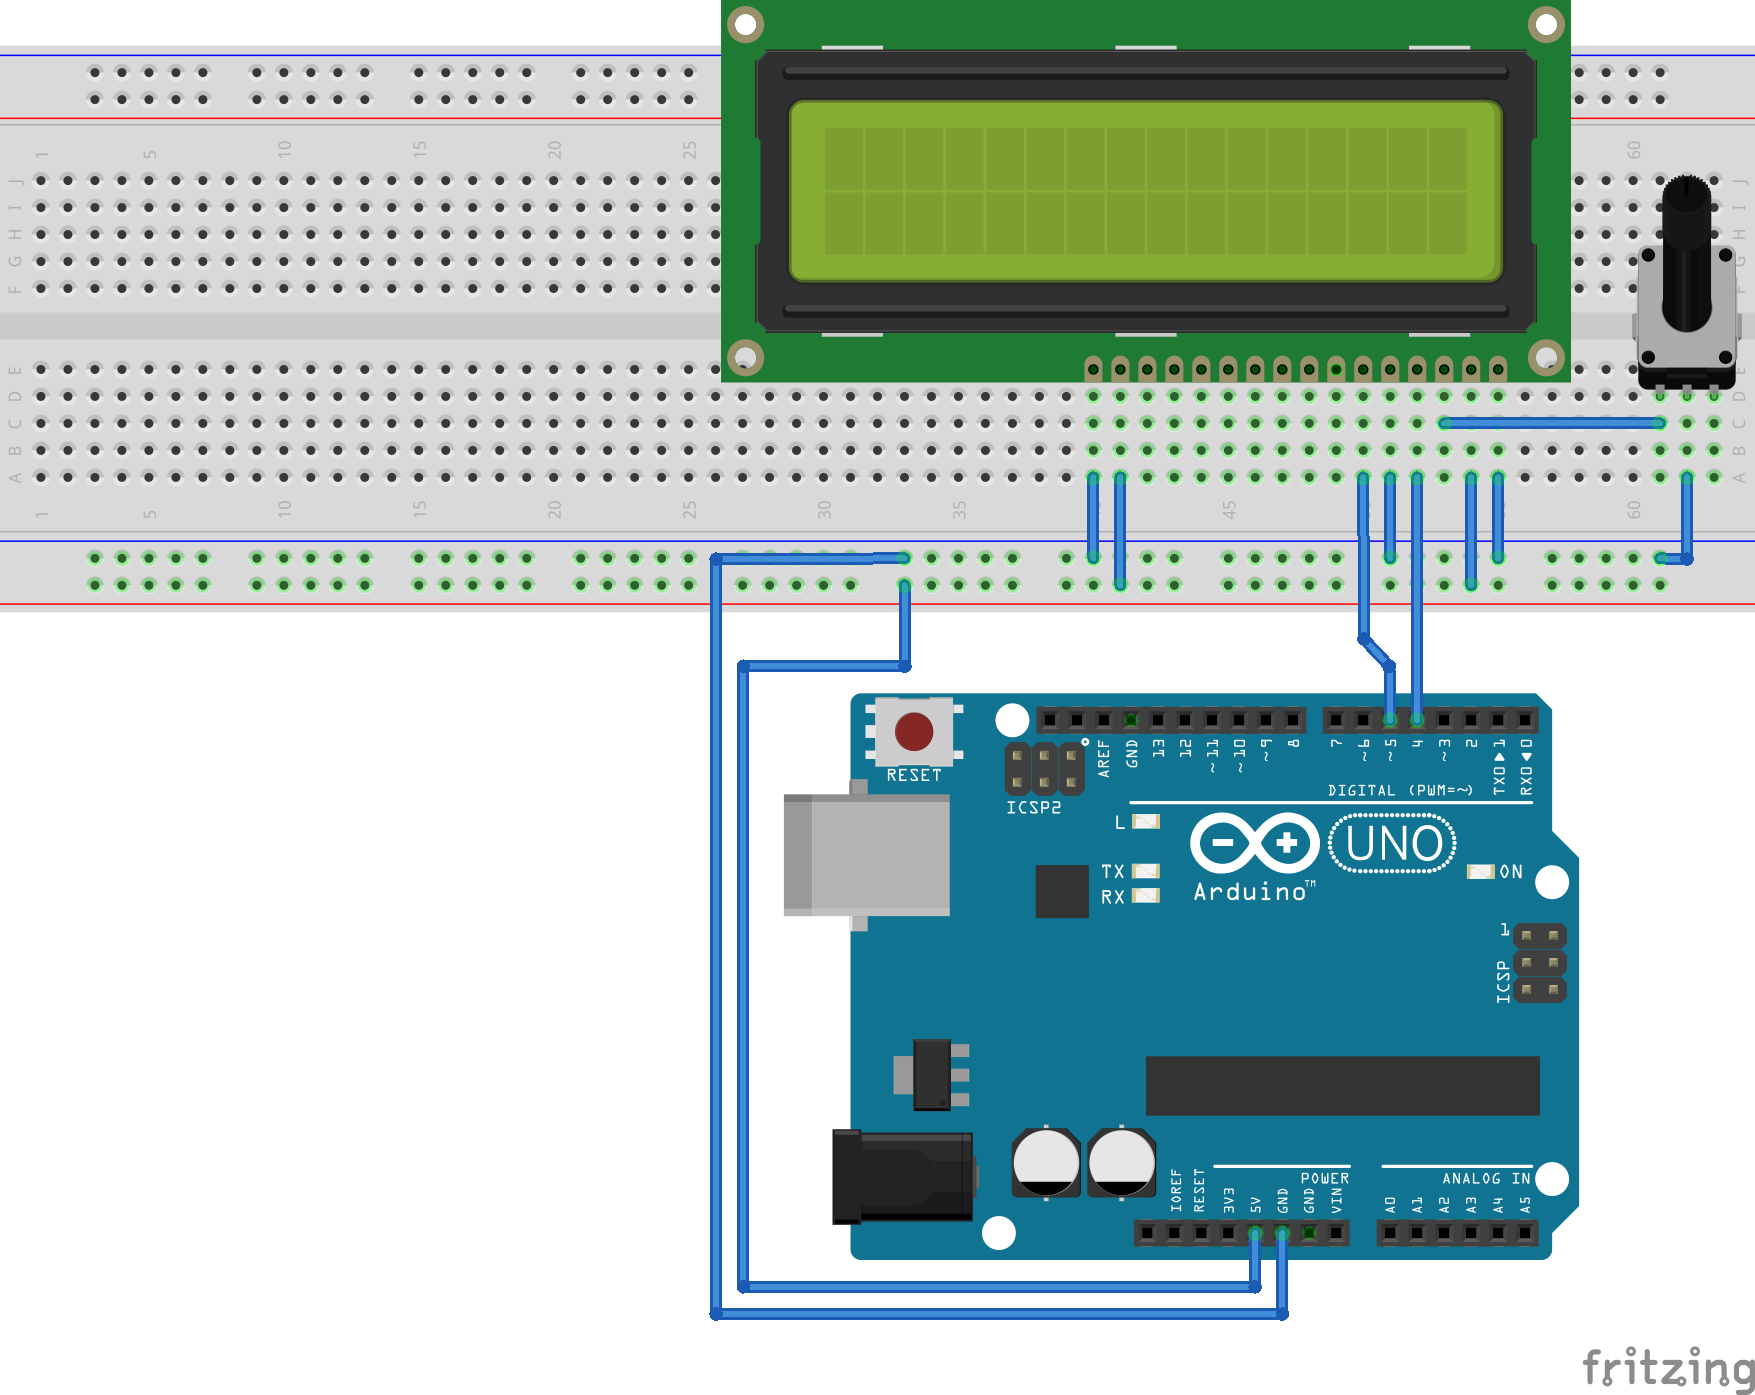 1 5 10 15 20 25 60
J J
I I
H H
G G
F F
E E
D D
C C
B B
A A
1 5 10 15 20 25 30 35 45 60
RESET
ICSP2
AREF GND 13 12 ~11 ~10 ~9 8 7 ~6 ~5 4 ~3 2 TX0▶1 RX0◀0
DIGITAL (PWM=~)
L
TX
RX
UNO
Arduino™
ON
1
ICSP
POWER ANALOG IN
IOREF RESET 3V3 5V GND GND VIN A0 A1 A2 A3 A4 A5
fritzing